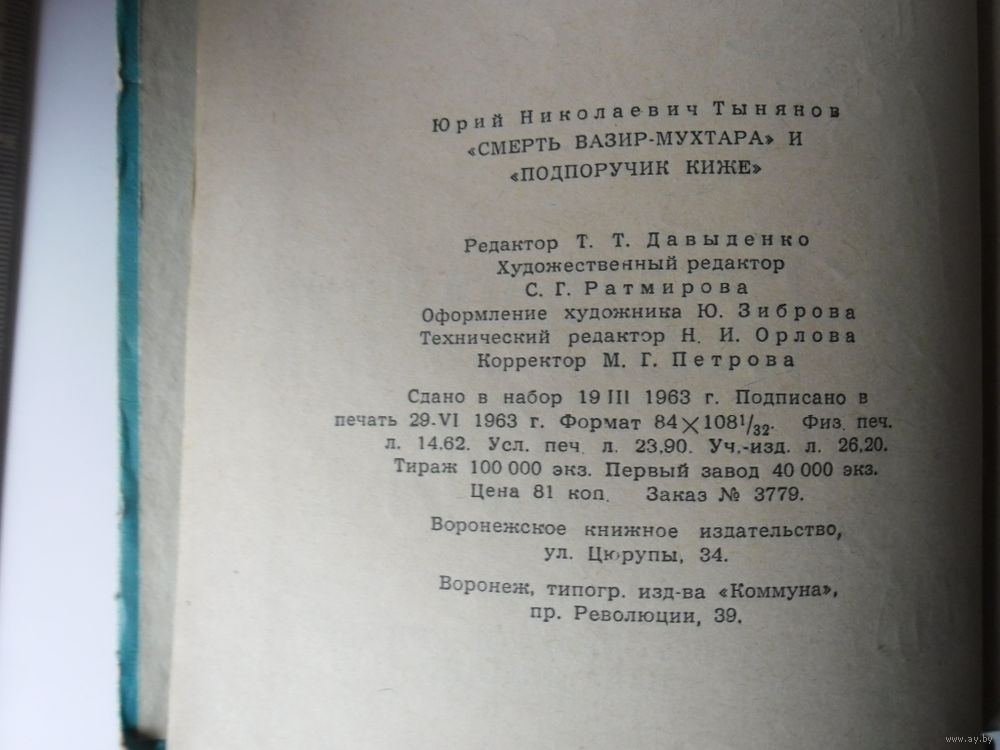 Юрий Николаевич Тынянов
«СМЕРТЬ ВАЗИР-МУХТАРА» И
«ПОДПОРУЧИК КИЖЕ»
Редактор Т. Т. Давыденко
Художественный редактор
С. Г. Ратмирова
Оформление художника Ю. Зиброва
Технический редактор Н. И. Орлова
Корректор М. Г. Петрова
Сдано в набор 19 III 1963 г. Подписано в
печать 29-VI 1963 г. Формат 84×108¹/₃₂. Физ. печ.
л. 14.62. Усл. печ. л. 23,90. Уч.-изд. л. 26,20.
Тираж 100 000 экз. Первый завод 40 000 экз.
Цена 81 коп. Заказ № 3779.
Воронежское книжное издательство,
ул. Цюрупы, 34.
Воронеж, типогр. изд-ва «Коммуна»,
пр. Революции, 39.
www.ay.by